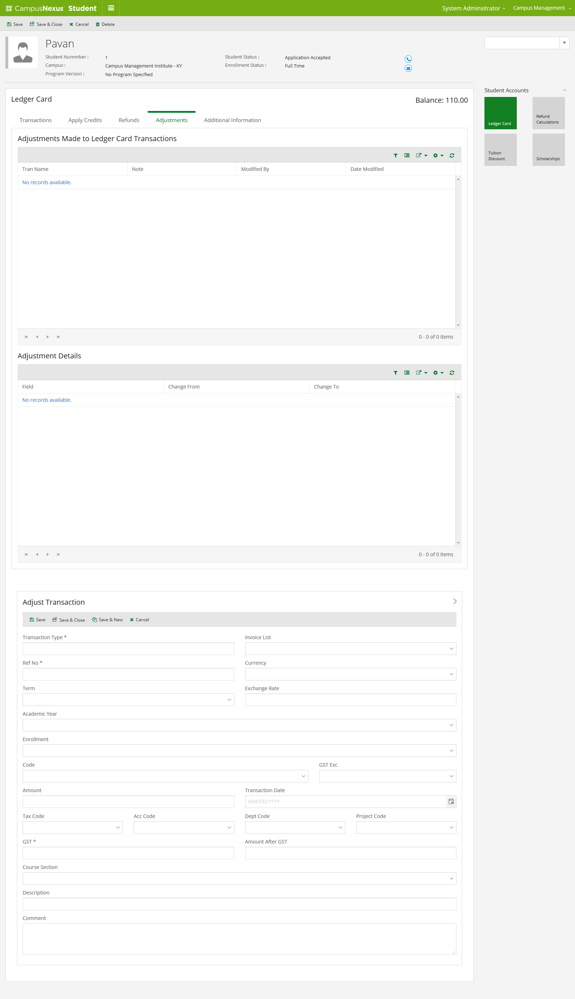 CampusNexus® Student
System Adminsitrator
Campus Management
Save
Save & Close
Cancel
Delete
Pavan
Student Nummber :
1
Student Status :
Application Accepted
Campus :
Campus Management Institute - KY
Enrollment Status :
Full Time
Program Version :
No Program Specified
Ledger Card
Balance: 110.00
Student Accounts
Ledger Card
Refund
Calculations
Tuition
Discount
Scholarships
Transactions
Apply Credits
Refunds
Adjustments
Additional Information
Adjustments Made to Ledger Card Transactions
Tran Name
Note
Modified By
Date Modified
No records available.
0 - 0 of 0 items
Adjustment Details
Field
Change From
Change To
No records available.
0 - 0 of 0 items
Adjust Transaction
Save
Save & Close
Save & New
Cancel
Transaction Type *
Invoice List
Ref No *
Currency
Term
Exchange Rate
Academic Year
Enrollment
Code
GST Exc
Amount
Transaction Date
MM/DD/YYYY
Tax Code
Acc Code
Dept Code
Project Code
GST *
Amount After GST
Course Section
Description
Comment